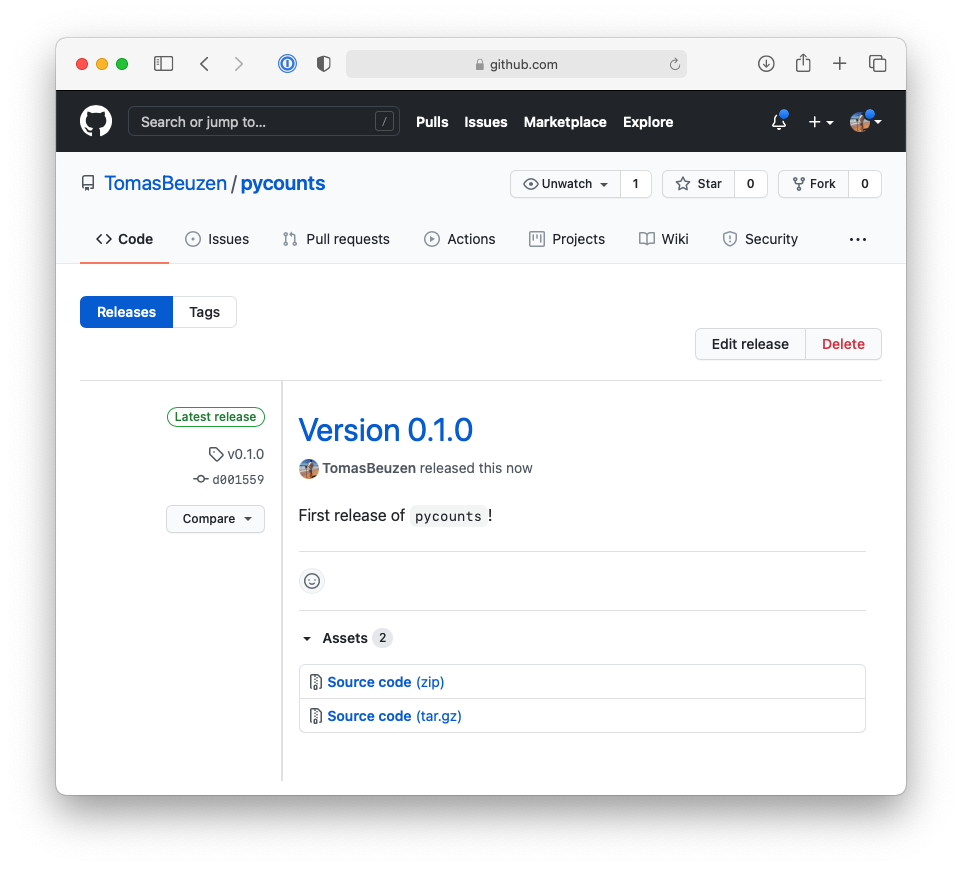 github.com
Search or jump to... /
Pulls Issues Marketplace Explore
TomasBeuzen / pycounts
Unwatch 1 Star 0 Fork 0
Code Issues Pull requests Actions Projects Wiki Security ...
Releases Tags
Edit release Delete
Latest release
v0.1.0
d001559
Compare
Version 0.1.0
TomasBeuzen released this now
First release of pycounts!
Assets 2
Source code (zip)
Source code (tar.gz)